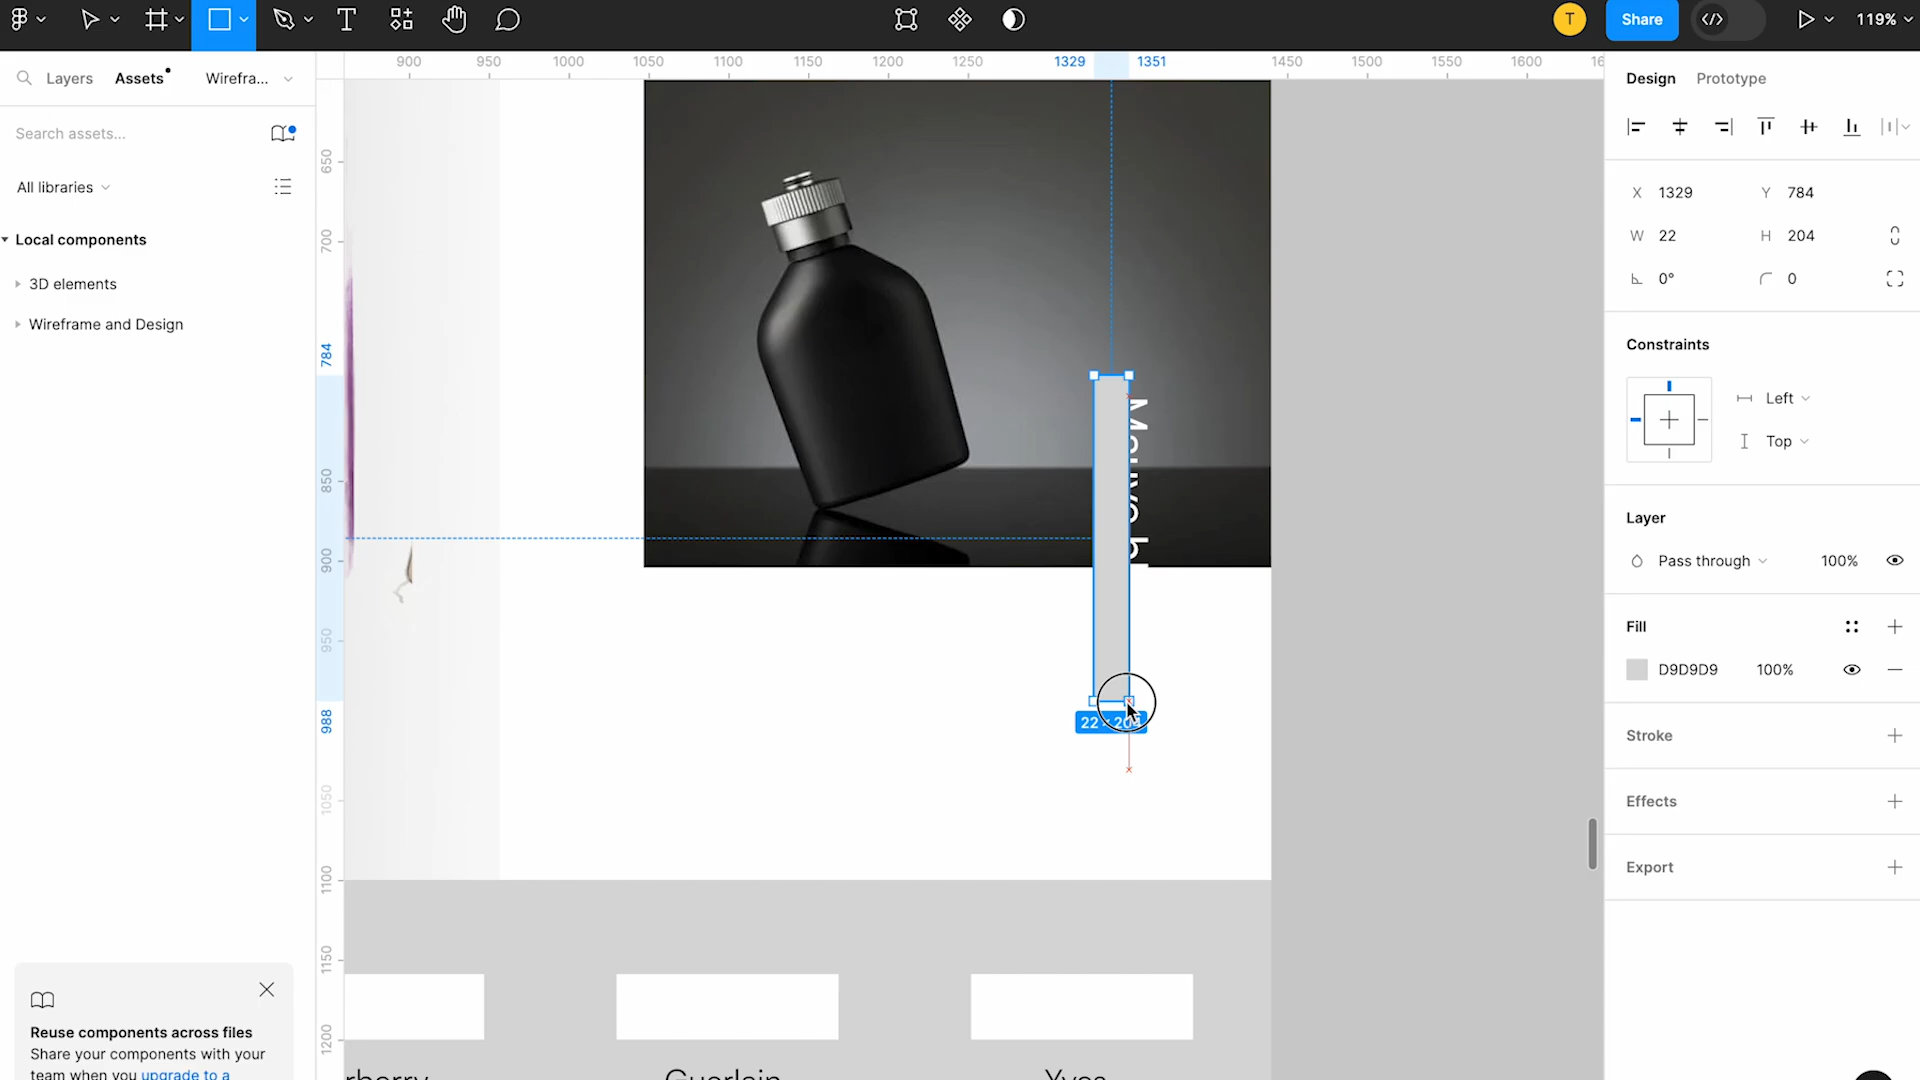 T
Share
119%
Layers
Assets
Wirefra...
900
950
1000
1050
1100
1150
1200
1250
1329
1351
1450
1500
1550
1600
Design
Prototype
Search assets...
All libraries
Local components
3D elements
Wireframe and Design
650
700
784
850
900
950
988
1050
1100
1150
1200
X 1329
Y 784
W 22
H 204
0°
0
Constraints
Left
Top
Layer
Pass through
100%
Fill
D9D9D9
100%
Stroke
Effects
Export
Reuse components across files
Share your components with your
team when you upgrade to a
Guerlain
Yves